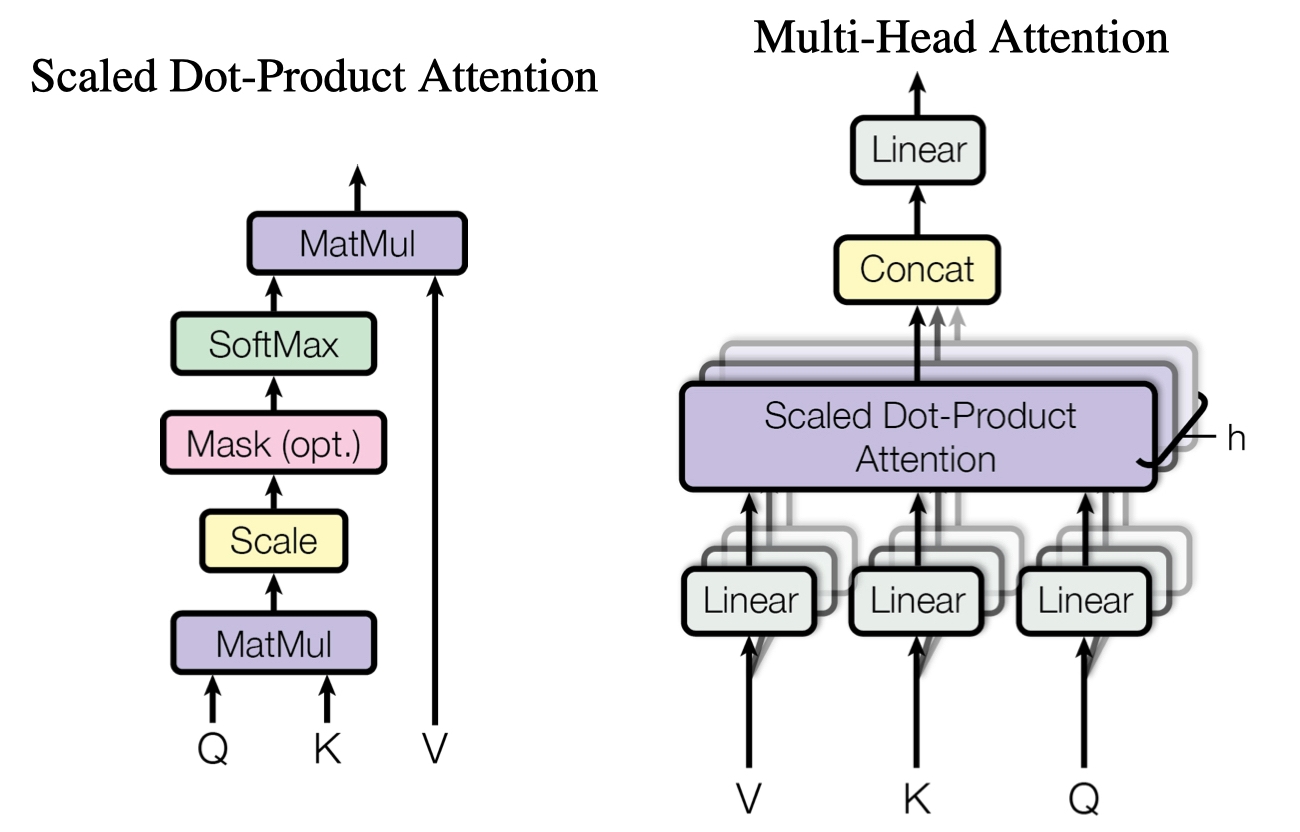 Scaled Dot-Product Attention
MatMul
SoftMax
Mask (opt.)
Scale
MatMul
Q K V
Multi-Head Attention
Linear
Concat
Scaled Dot-Product
Attention
h
Linear Linear Linear
V K Q